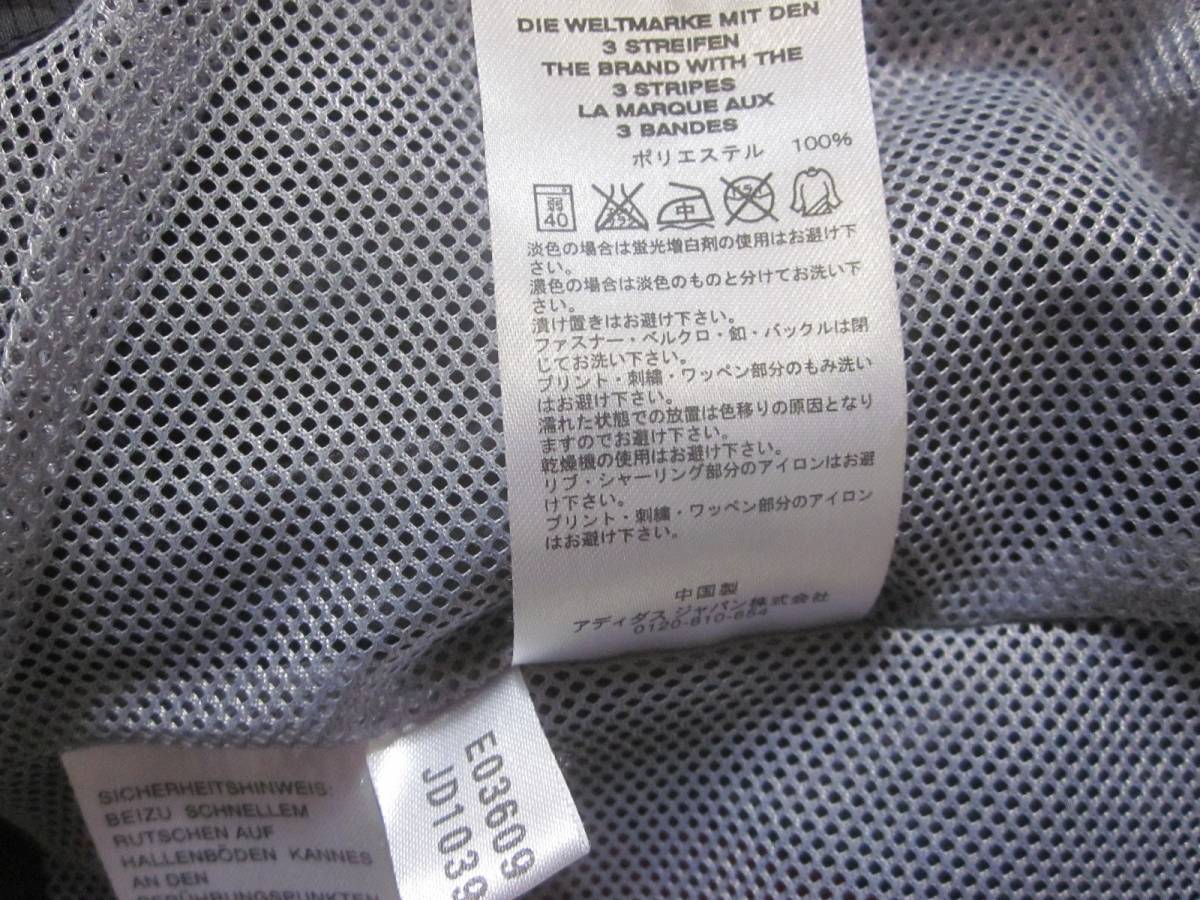 DIE WELTMARKE MIT DEN
3 STREIFEN
THE BRAND WITH THE
3 STRIPES
LA MARQUE AUX
3 BANDES
ポリエステル 100%
弱
40
中
淡色の場合は蛍光増白剤の使用はお避け下
さい。
濃色の場合は淡色のものと分けてお洗い下
さい。
漬け置きはお避け下さい。
ファスナー・ベルクロ・釦・バックルは閉
じてお洗い下さい。
プリント・刺繍・ワッペン部分のもみ洗い
はお避け下さい。
濡れた状態での放置は色移りの原因となり
ますのでお避け下さい。
乾燥機の使用はお避け下さい。
リブ・シャーリング部分のアイロンはお避
け下さい。
プリント・刺繍・ワッペン部分のアイロン
はお避け下さい。
中国製
アディダス ジャパン株式会社
0120-810-654
E03609
JD1039
SICHERHEITSHINWEIS:
BEIZU SCHNELLEM
RUTSCHEN AUF
HALLENBÖDEN KANNES
AN DEN
BERÜHRUNGSPUNKTEN